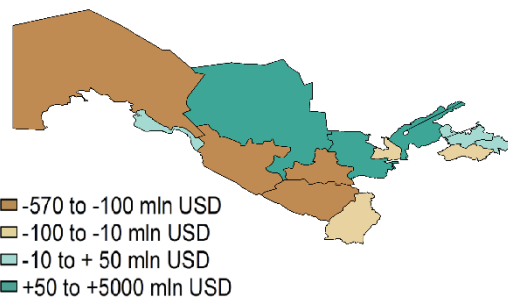 -570 to -100 mln USD
-100 to -10 mln USD
-10 to + 50 mln USD
+50 to +5000 mln USD